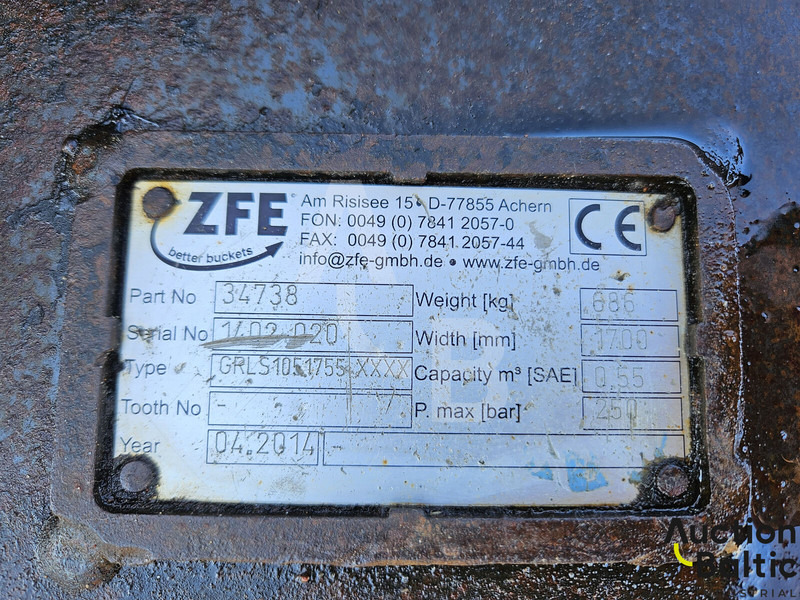 ZFE
better buckets
Am Risisee 15 • D-77855 Achern
FON: 0049 (0) 7841 2057-0
FAX: 0049 (0) 7841 2057-44
info@zfe-gmbh.de • www.zfe-gmbh.de
CE
Part No 34738 Weight [kg] 686
Serial No 1402 020 Width [mm] 1700
Type GRLS1051755-XXXX Capacity m³ [SAE] 0,55
Tooth No - P. max [bar] 250
Year 04.2014 -
Auction
Baltic